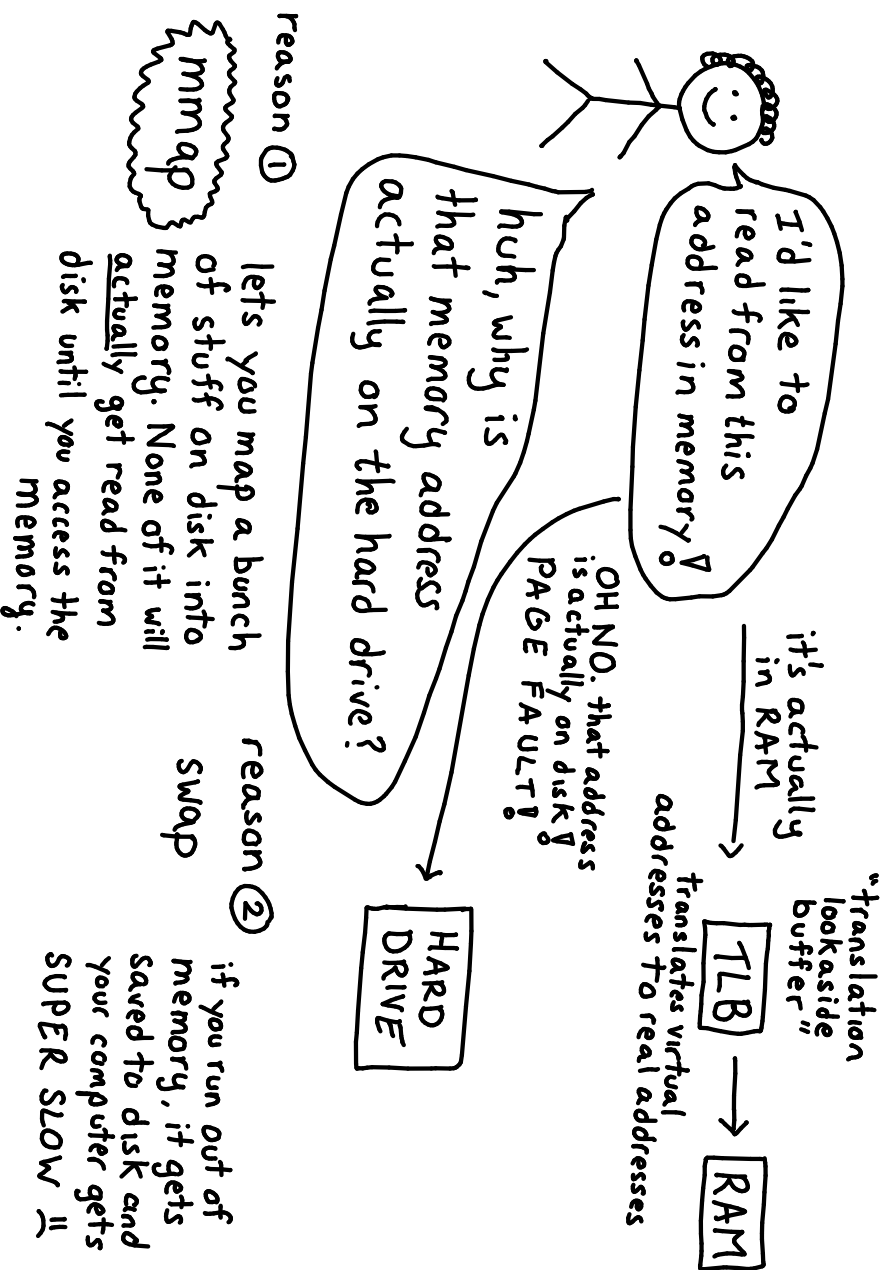 I'd like to
read from this
address in memory!
it's actually
in RAM
"translation
lookaside
buffer"
TLB
RAM
translates virtual
addresses to real addresses
OH NO. that address
is actually on disk!
PAGE FAULT!
HARD
DRIVE
huh, why is
that memory address
actually on the hard drive?
reason ①
mmap
lets you map a bunch
of stuff on disk into
memory. None of it will
actually get read from
disk until you access the
memory.
reason ②
swap
if you run out of
memory, it gets
saved to disk and
your computer gets
SUPER SLOW =(